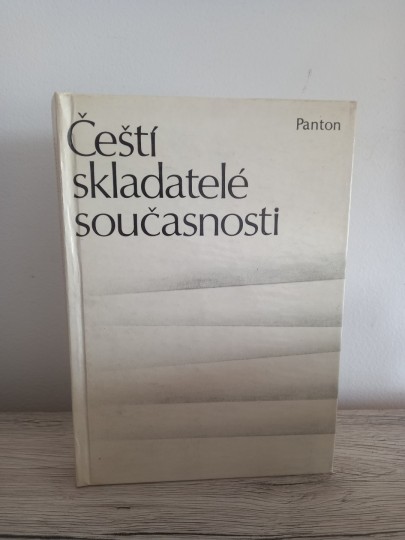 Čeští
skladatelé
současnosti
Panton